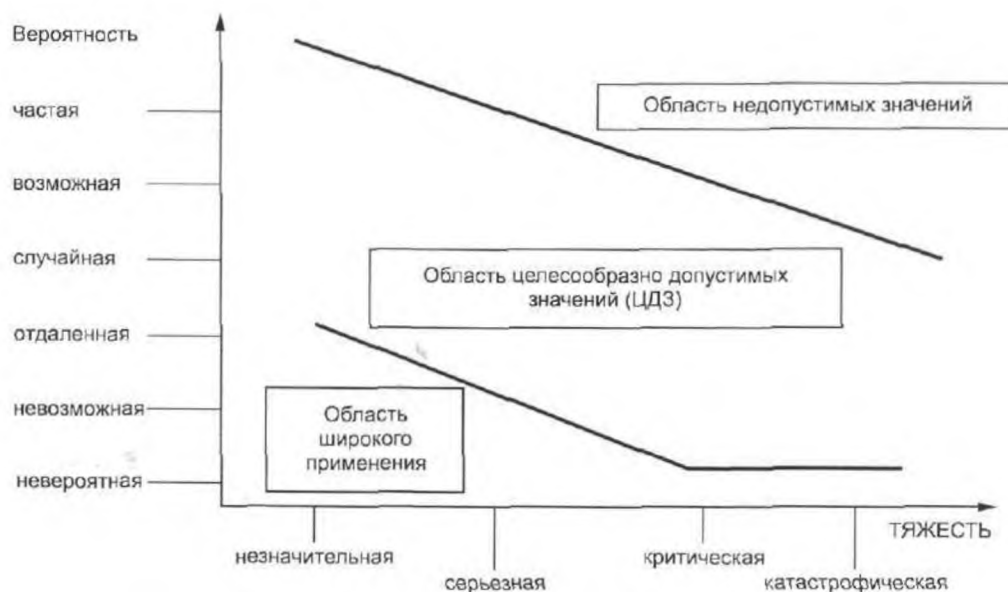 Вероятность
частая
Область недопустимых значений
возможная
случайная
Область целесообразно допустимых
значений (ЦДЗ)
отдаленная
невозможная
Область
широкого
применения
невероятная
ТЯЖЕСТЬ
незначительная
критическая
серьезная
катастрофическая